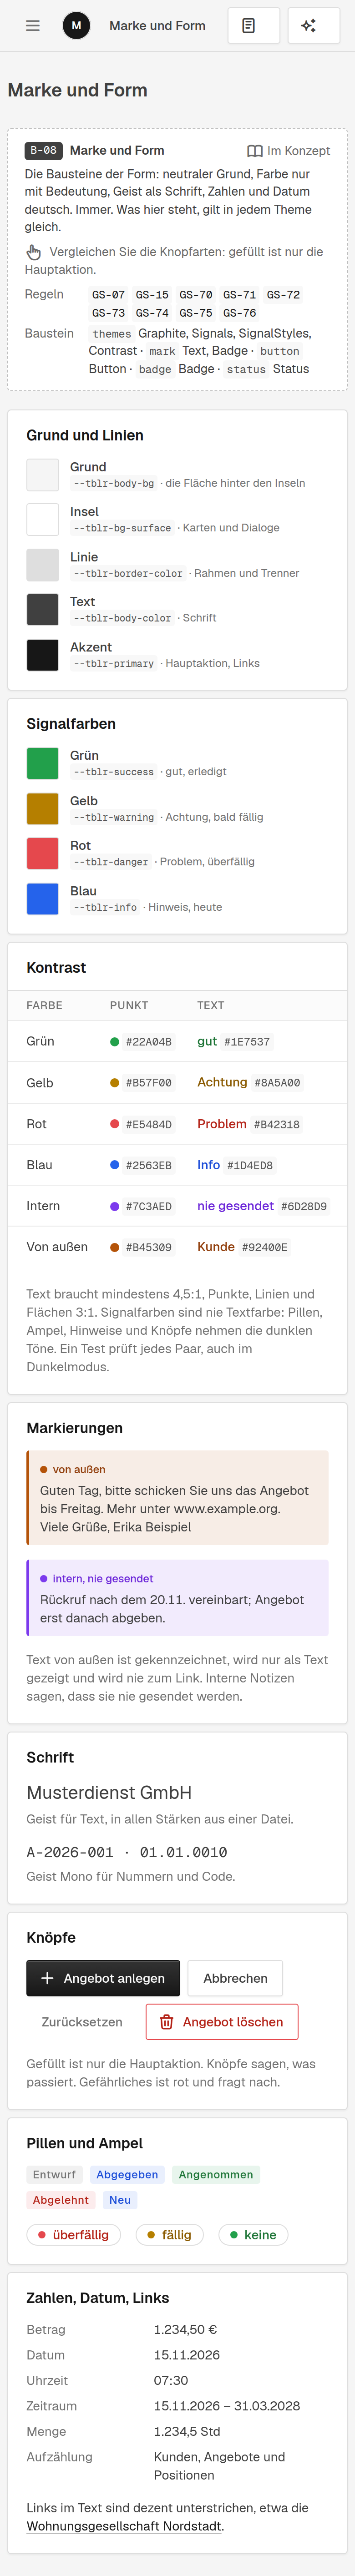 M Marke und Form
Marke und Form
B-08 Marke und Form Im Konzept
Die Bausteine der Form: neutraler Grund, Farbe nur
mit Bedeutung, Geist als Schrift, Zahlen und Datum
deutsch. Immer. Was hier steht, gilt in jedem Theme
gleich.
Vergleichen Sie die Knopfarten: gefüllt ist nur die
Hauptaktion.
Regeln GS-07 GS-15 GS-70 GS-71 GS-72
GS-73 GS-74 GS-75 GS-76
Baustein themes Graphite, Signals, SignalStyles,
Contrast · mark Text, Badge · button
Button · badge Badge · status Status
Grund und Linien
Grund
--tblr-body-bg · die Fläche hinter den Inseln
Insel
--tblr-bg-surface · Karten und Dialoge
Linie
--tblr-border-color · Rahmen und Trenner
Text
--tblr-body-color · Schrift
Akzent
--tblr-primary · Hauptaktion, Links
Signalfarben
Grün
--tblr-success · gut, erledigt
Gelb
--tblr-warning · Achtung, bald fällig
Rot
--tblr-danger · Problem, überfällig
Blau
--tblr-info · Hinweis, heute
Kontrast
FARBE PUNKT TEXT
Grün #22A04B gut #1E7537
Gelb #B57F00 Achtung #8A5A00
Rot #E5484D Problem #B42318
Blau #2563EB Info #1D4ED8
Intern #7C3AED nie gesendet #6D28D9
Von außen #B45309 Kunde #92400E
Text braucht mindestens 4,5:1, Punkte, Linien und
Flächen 3:1. Signalfarben sind nie Textfarbe: Pillen,
Ampel, Hinweise und Knöpfe nehmen die dunklen
Töne. Ein Test prüft jedes Paar, auch im
Dunkelmodus.
Markierungen
von außen
Guten Tag, bitte schicken Sie uns das Angebot
bis Freitag. Mehr unter www.example.org.
Viele Grüße, Erika Beispiel
intern, nie gesendet
Rückruf nach dem 20.11. vereinbart; Angebot
erst danach abgeben.
Text von außen ist gekennzeichnet, wird nur als Text
gezeigt und wird nie zum Link. Interne Notizen
sagen, dass sie nie gesendet werden.
Schrift
Musterdienst GmbH
Geist für Text, in allen Stärken aus einer Datei.
A-2026-001 · 01.01.0010
Geist Mono für Nummern und Code.
Knöpfe
Angebot anlegen Abbrechen
Zurücksetzen Angebot löschen
Gefüllt ist nur die Hauptaktion. Knöpfe sagen, was
passiert. Gefährliches ist rot und fragt nach.
Pillen und Ampel
Entwurf Abgegeben Angenommen
Abgelehnt Neu
überfällig fällig keine
Zahlen, Datum, Links
Betrag 1.234,50 €
Datum 15.11.2026
Uhrzeit 07:30
Zeitraum 15.11.2026 – 31.03.2028
Menge 1.234,5 Std
Aufzählung Kunden, Angebote und
Positionen
Links im Text sind dezent unterstrichen, etwa die
Wohnungsgesellschaft Nordstadt.